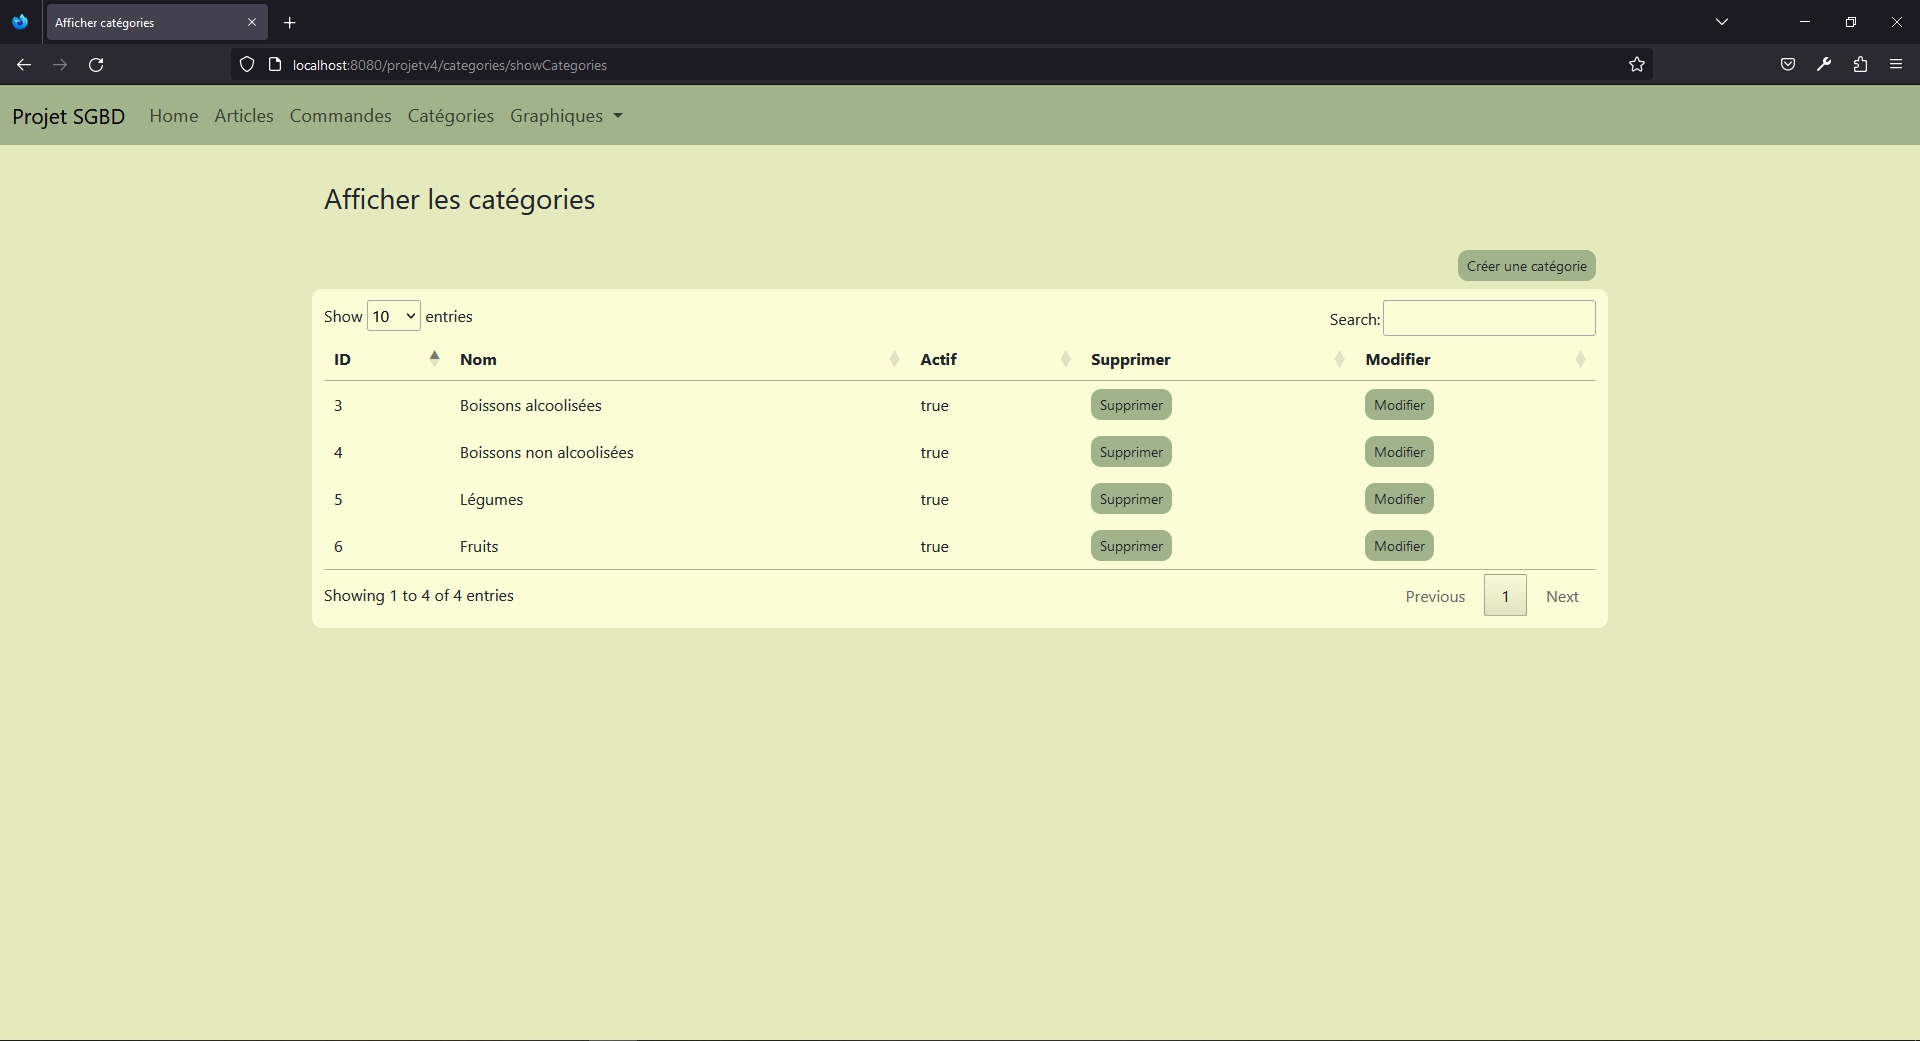 Afficher catégories
localhost:8080/projetv4/categories/showCategories
Projet SGBD Home Articles Commandes Catégories Graphiques
Afficher les catégories
Créer une catégorie
Show 10 entries Search:
ID Nom Actif Supprimer Modifier
3 Boissons alcoolisées true Supprimer Modifier
4 Boissons non alcoolisées true Supprimer Modifier
5 Légumes true Supprimer Modifier
6 Fruits true Supprimer Modifier
Showing 1 to 4 of 4 entries Previous 1 Next